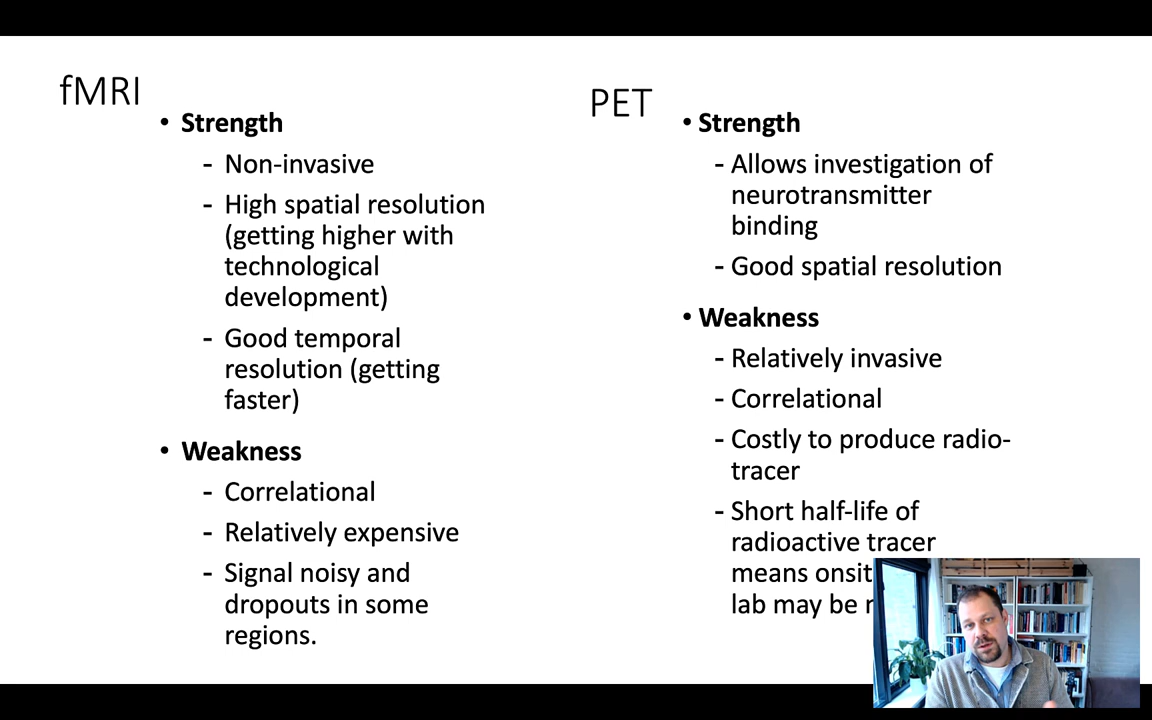 fMRI
• Strength
- Non-invasive
- High spatial resolution
(getting higher with
technological
development)
- Good temporal
resolution (getting
faster)
• Weakness
- Correlational
- Relatively expensive
- Signal noisy and
dropouts in some
regions.
PET
• Strength
- Allows investigation of
neurotransmitter
binding
- Good spatial resolution
• Weakness
- Relatively invasive
- Correlational
- Costly to produce radio-
tracer
- Short half-life of
radioactive tracer
means
lab may be